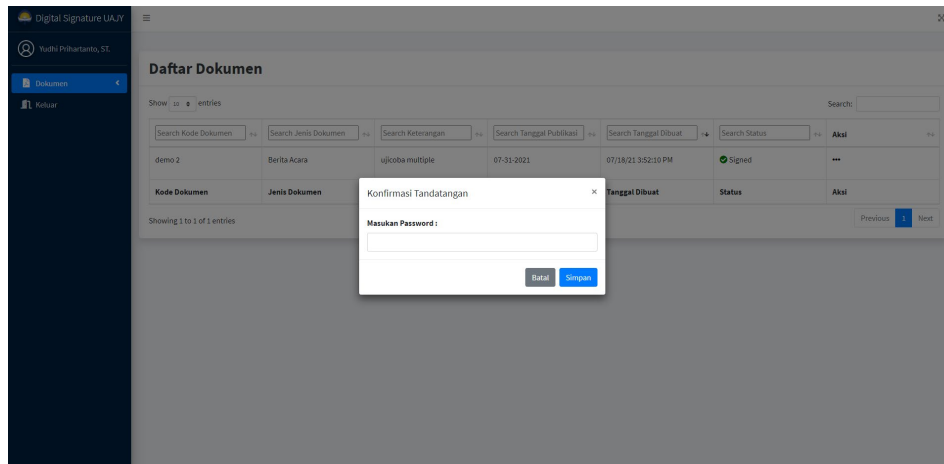 Digital Signature UAJY
Yudhi Prihartanto, ST.
Dokumen
Keluar
Daftar Dokumen
Show 10 entries
Search:
Search Kode Dokumen Search Jenis Dokumen Search Keterangan Search Tanggal Publikasi Search Tanggal Dibuat Search Status Aksi
demo 2 Berita Acara ujicoba multiple 07-31-2021 07/18/21 3:52:10 PM Signed
Kode Dokumen Jenis Dokumen Tanggal Dibuat Status Aksi
Showing 1 to 1 of 1 entries
Previous 1 Next
Konfirmasi Tandatangan ×
Masukan Password :
Batal Simpan